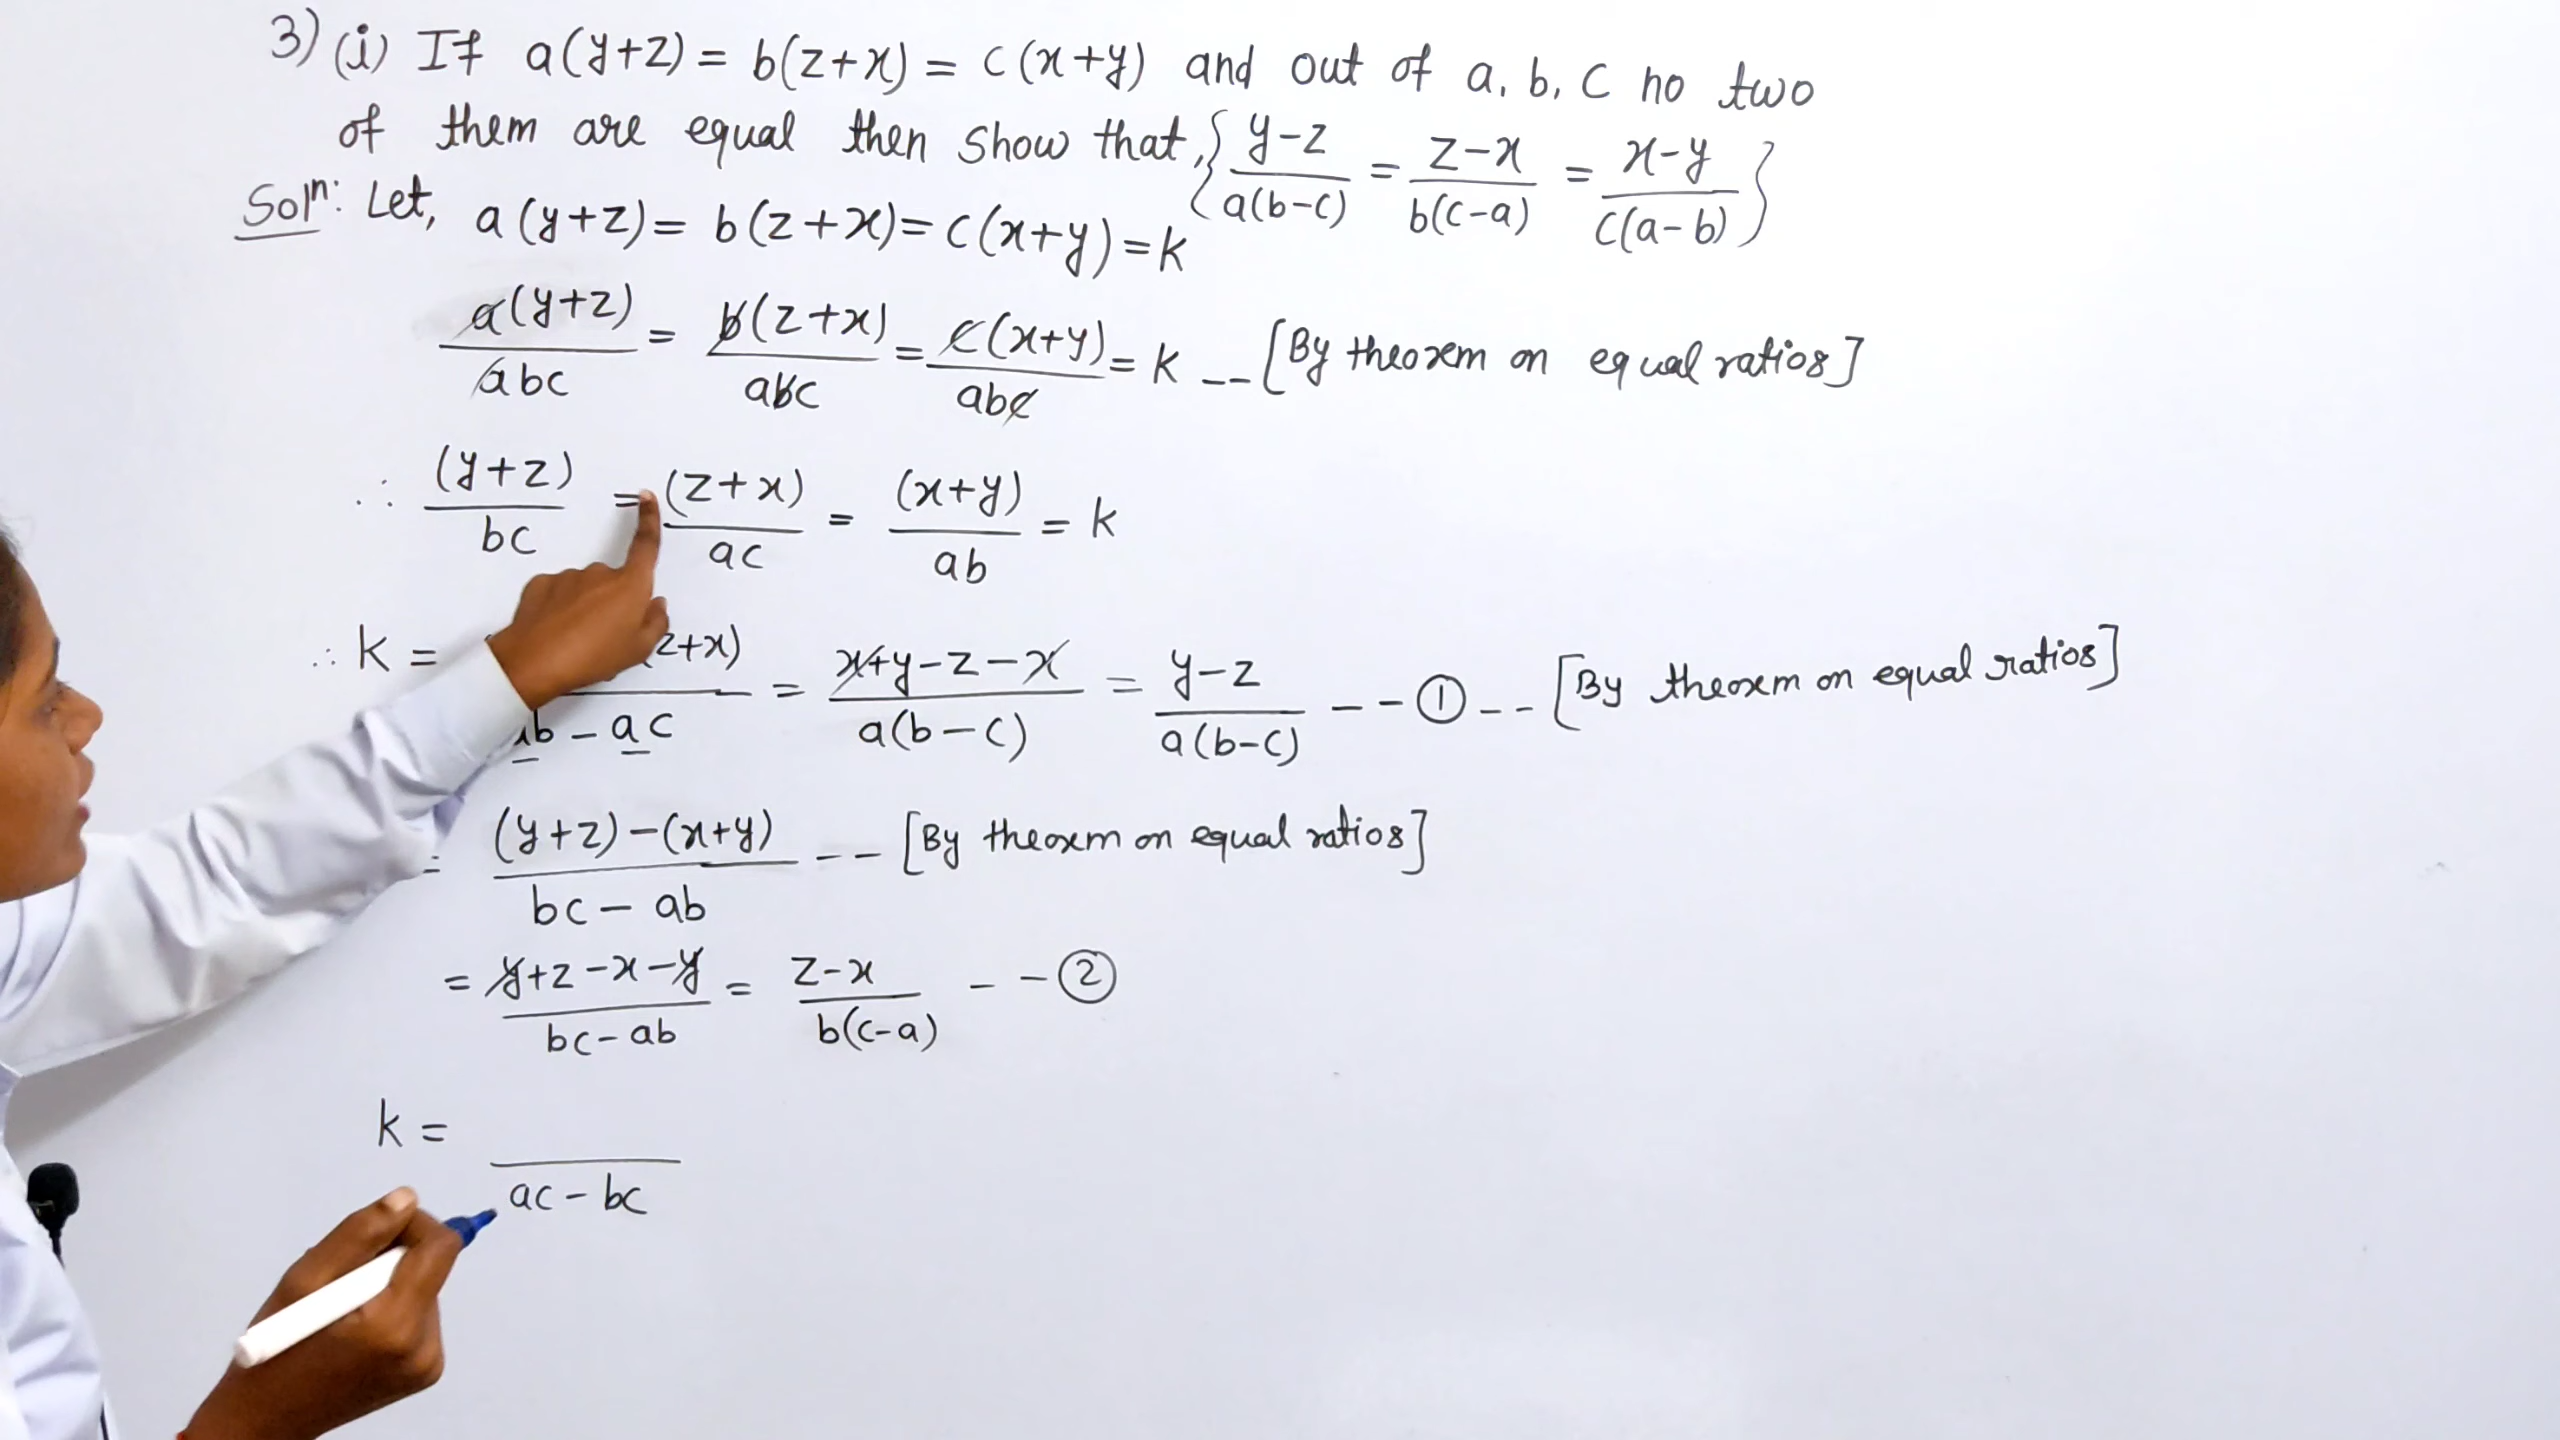 3) (i) If a(y+z) = b(z+x) = c(x+y) and out of a, b, c no two
of them are equal then show that, { y-z / a(b-c) = z-x / b(c-a) = x-y / c(a-b) }
Solⁿ: Let, a(y+z) = b(z+x) = c(x+y) = k
a(y+z) / abc = b(z+x) / abc = c(x+y) / abc = k -- [By theorem on equal ratios]
∴ (y+z) / bc = (z+x) / ac = (x+y) / ab = k
∴ k = z+x) / ab - ac = x+y-z-x / a(b-c) = y-z / a(b-c) -- ① -- [By theorem on equal ratios]
= (y+z)-(x+y) / bc - ab -- [By theorem on equal ratios]
= y+z-x-y / bc-ab = z-x / b(c-a) -- ②
k = / ac - bc